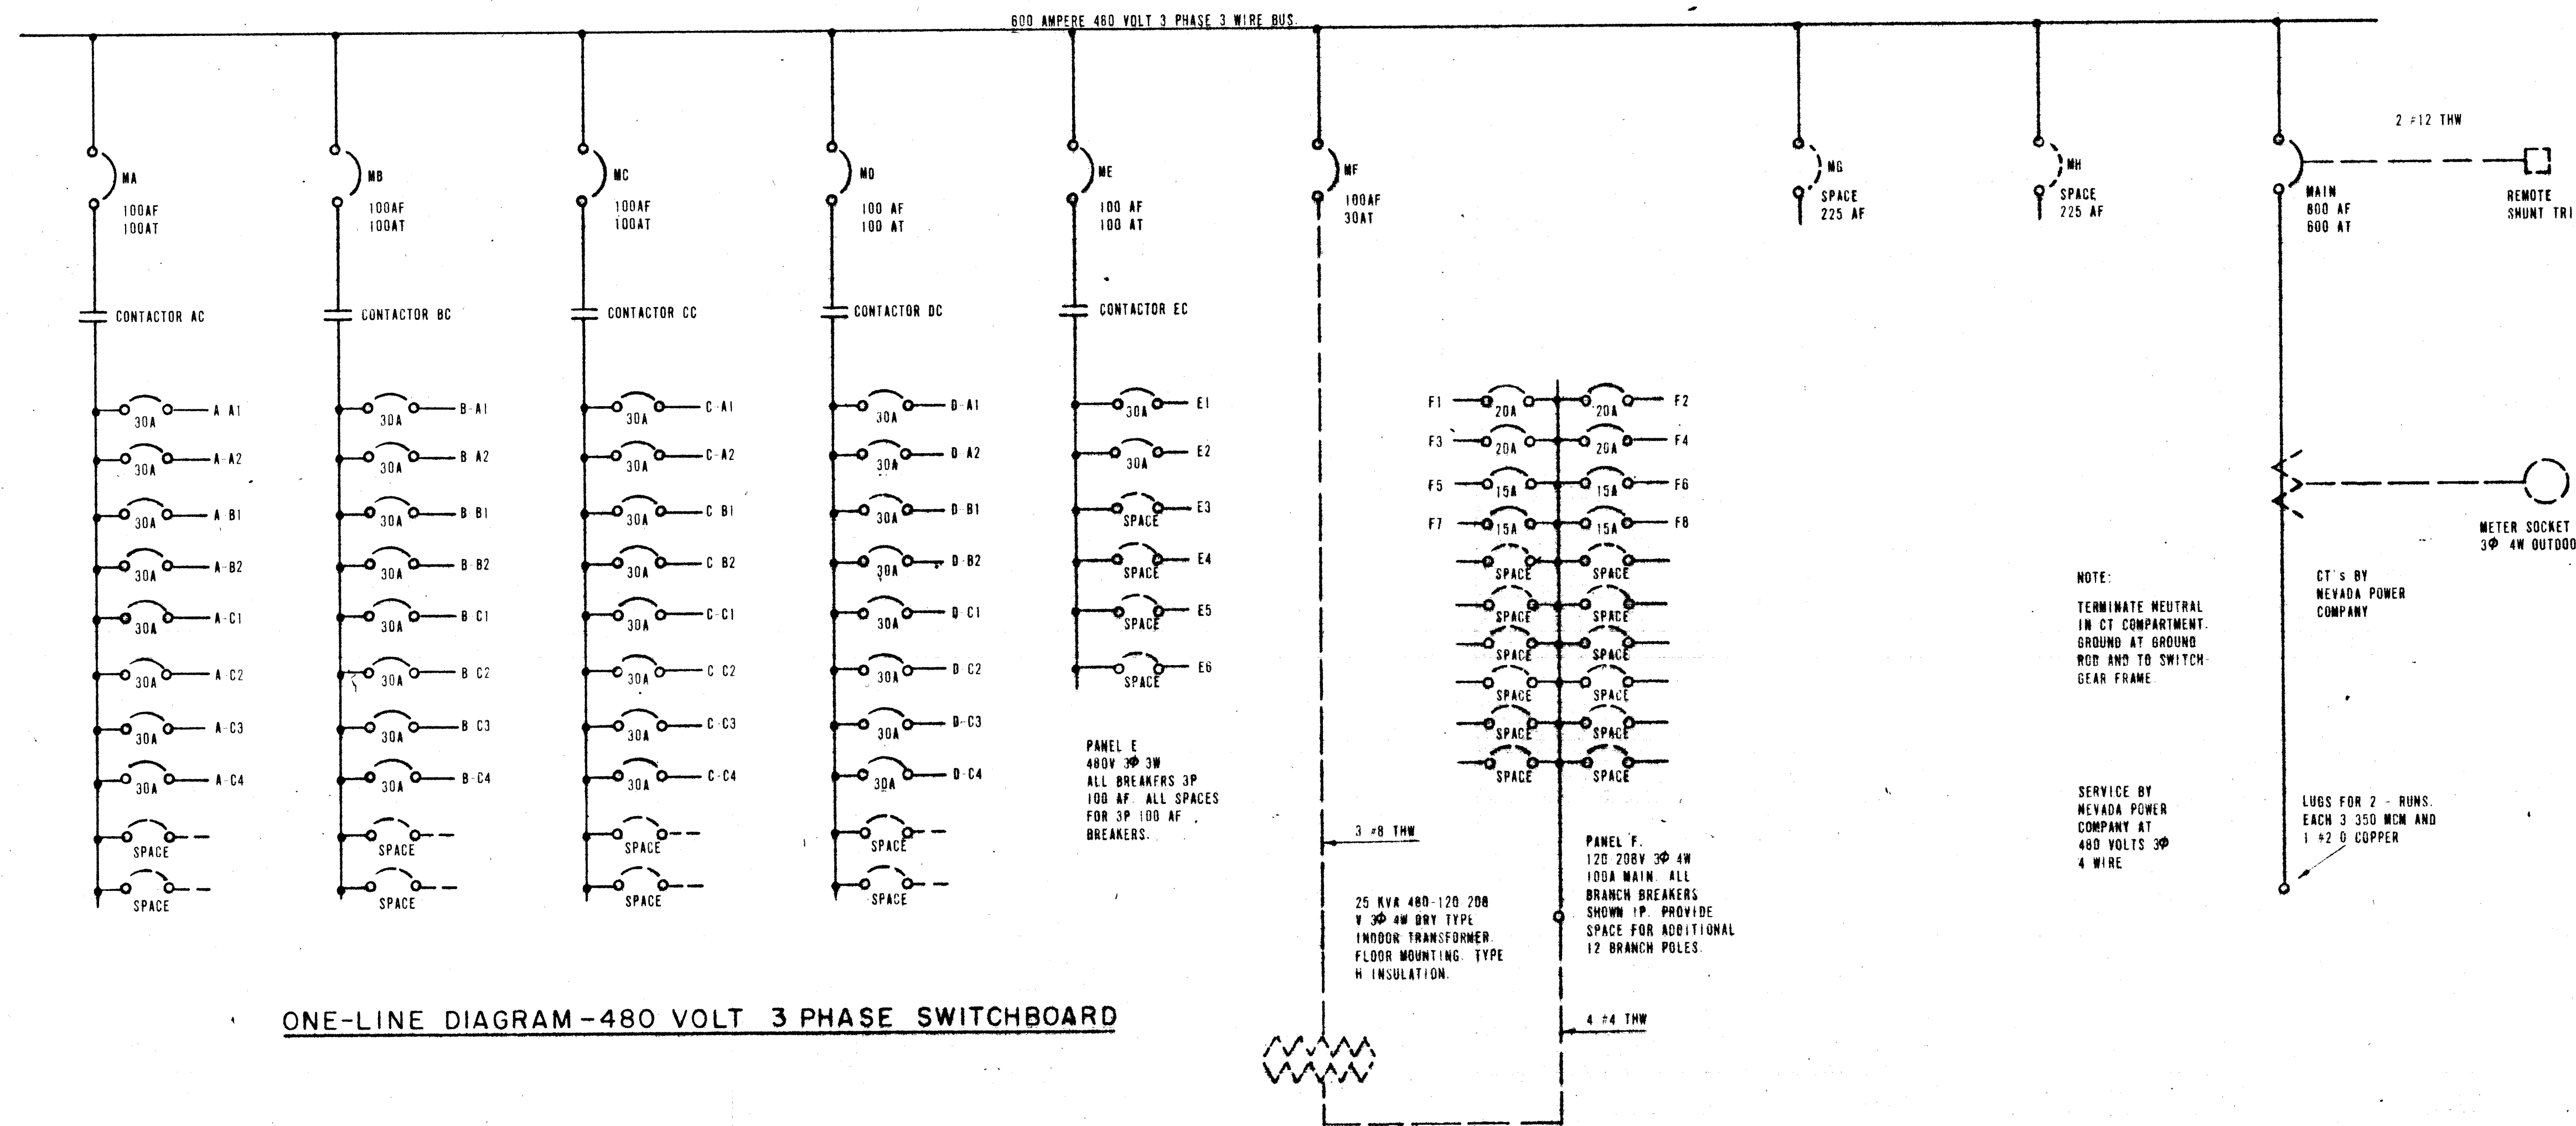 600 AMPERE 480 VOLT 3 PHASE 3 WIRE BUS.
MA
100AF
100AT
CONTACTOR AC
A A1
30A
A-A2
30A
A B1
30A
A-B2
30A
A-C1
30A
A C2
30A
A-C3
30A
A-C4
30A
SPACE
SPACE
MB
100AF
100AT
CONTACTOR BC
B-A1
30A
B A2
30A
B B1
30A
B-B2
30A
B C1
30A
B C2
30A
B C3
30A
B-C4
30A
SPACE
SPACE
MC
100AF
100AT
CONTACTOR CC
C-A1
30A
C-A2
30A
C B1
30A
C B2
30A
C-C1
30A
C C2
30A
C C3
30A
C-C4
30A
SPACE
SPACE
MD
100 AF
100 AT
CONTACTOR DC
D-A1
30A
D A2
30A
D-B1
30A
D-B2
30A
D C1
30A
D C2
30A
D-C3
30A
D-C4
30A
SPACE
SPACE
ME
100 AF
100 AT
CONTACTOR EC
E1
30A
E2
30A
E3
SPACE
E4
SPACE
E5
SPACE
E6
SPACE
PANEL E
480V 3Φ 3W
ALL BREAKERS 3P
100 AF. ALL SPACES
FOR 3P 100 AF
BREAKERS.
MF
100AF
30AT
3 #8 THW
25 KVA 480-120 208
V 3Φ 4W DRY TYPE
INDOOR TRANSFORMER.
FLOOR MOUNTING. TYPE
H INSULATION.
F1 20A 20A F2
F3 20A 20A F4
F5 15A 15A F6
F7 15A 15A F8
SPACE SPACE
SPACE SPACE
SPACE SPACE
SPACE SPACE
SPACE SPACE
SPACE SPACE
PANEL F.
120 208V 3Φ 4W
100A MAIN. ALL
BRANCH BREAKERS
SHOWN 1P. PROVIDE
SPACE FOR ADDITIONAL
12 BRANCH POLES.
4 #4 THW
MG
SPACE
225 AF
MH
SPACE
225 AF
MAIN
800 AF
600 AT
2 #12 THW
REMOTE
SHUNT TRI
METER SOCKET
3Φ 4W OUTDOO
CT's BY
NEVADA POWER
COMPANY
NOTE:
TERMINATE NEUTRAL
IN CT COMPARTMENT.
GROUND AT GROUND
ROD AND TO SWITCH-
GEAR FRAME
SERVICE BY
NEVADA POWER
COMPANY AT
480 VOLTS 3Φ
4 WIRE
LUGS FOR 2 - RUNS.
EACH 3 350 MCM AND
1 #2 0 COPPER
ONE-LINE DIAGRAM-480 VOLT 3 PHASE SWITCHBOARD